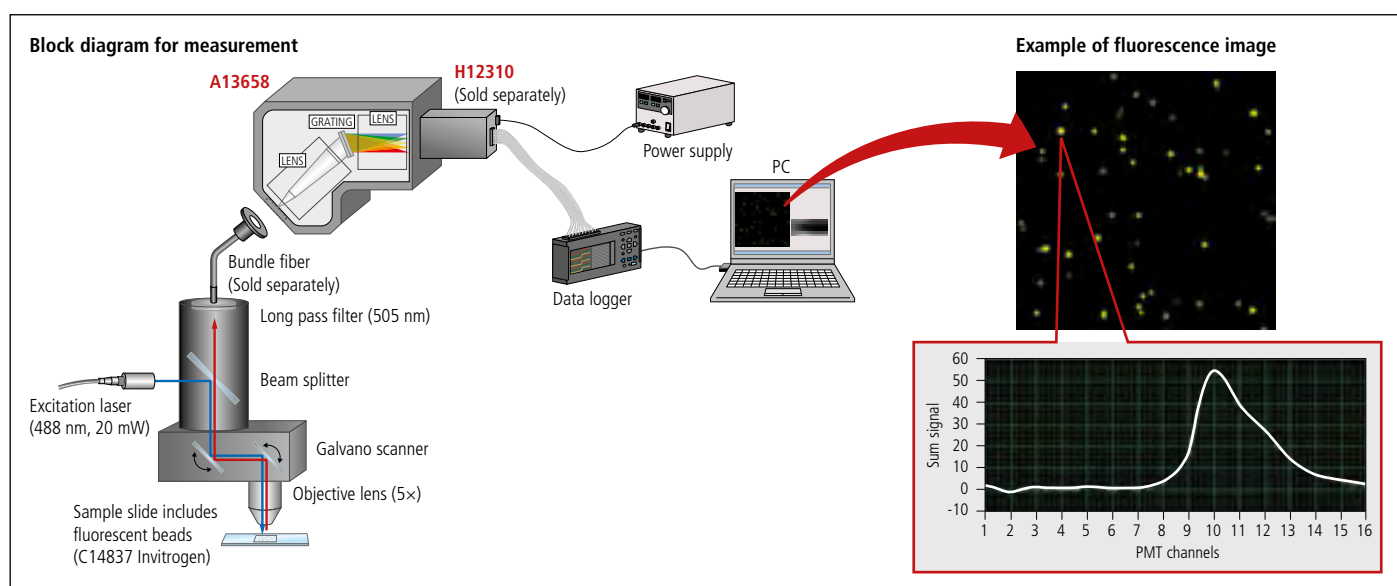 Block diagram for measurement
Example of fluorescence image
A13658
H12310
(Sold separately)
GRATING
LENS
LENS
Power supply
PC
Bundle fiber
(Sold separately)
Data logger
Long pass filter (505 nm)
Beam splitter
Excitation laser
(488 nm, 20 mW)
Galvano scanner
Objective lens (5×)
Sample slide includes
fluorescent beads
(C14837 Invitrogen)
Sum signal
60
50
40
30
20
10
0
-10
1 2 3 4 5 6 7 8 9 10 11 12 13 14 15 16
PMT channels